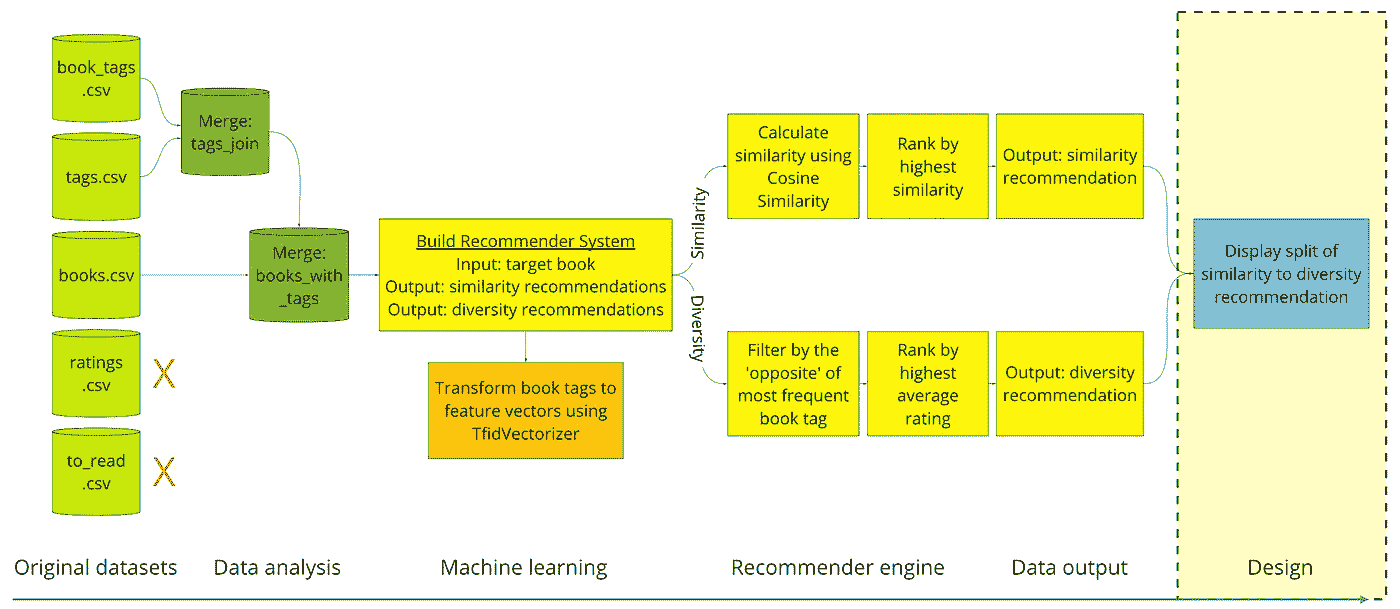 book_tags
.csv
tags.csv
books.csv
ratings
.csv
X
to_read
.csv
X
Merge:
tags_join
Merge:
books_with
_tags
Build Recommender System
Input: target book
Output: similarity recommendations
Output: diversity recommendations
Transform book tags to
feature vectors using
TfidVectorizer
Similarity
Diversity
Calculate
similarity using
Cosine
Similarity
Rank by
highest
similarity
Output: similarity
recommendation
Filter by the
'opposite' of
most frequent
book tag
Rank by
highest
average
rating
Output: diversity
recommendation
Display split of
similarity to diversity
recommendation
Original datasets
Data analysis
Machine learning
Recommender engine
Data output
Design